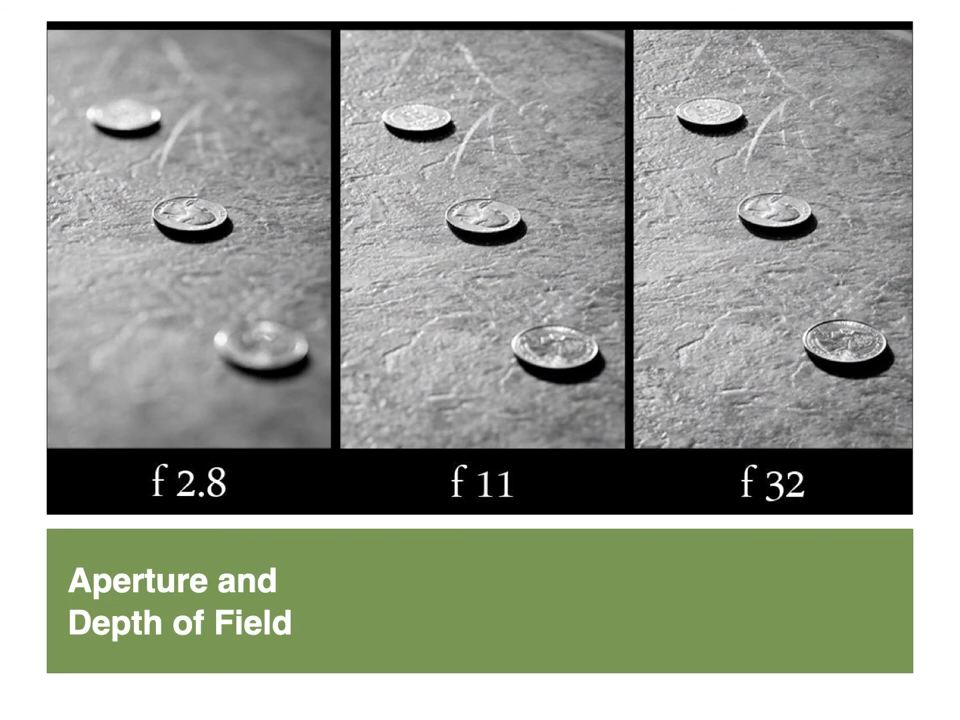 f 2.8
f 11
f 32
Aperture and
Depth of Field